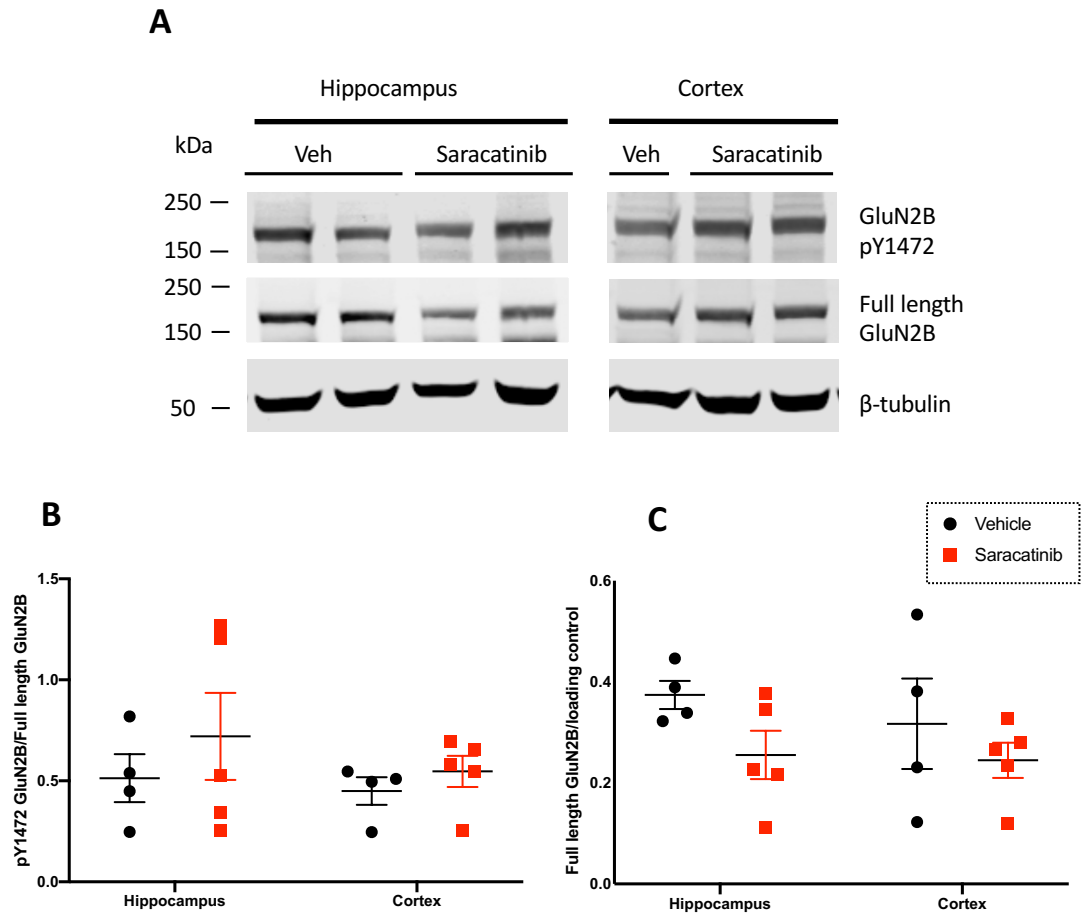 A
Hippocampus Cortex
kDa Veh Saracatinib Veh Saracatinib
250 GluN2B
150 pY1472
250 Full length
150 GluN2B
50 β-tubulin
B C
Vehicle
Saracatinib
pY1472 GluN2B/Full length GluN2B
1.5
1.0
0.5
0.0
Hippocampus Cortex
Full length GluN2B/loading control
0.6
0.4
0.2
0.0
Hippocampus Cortex